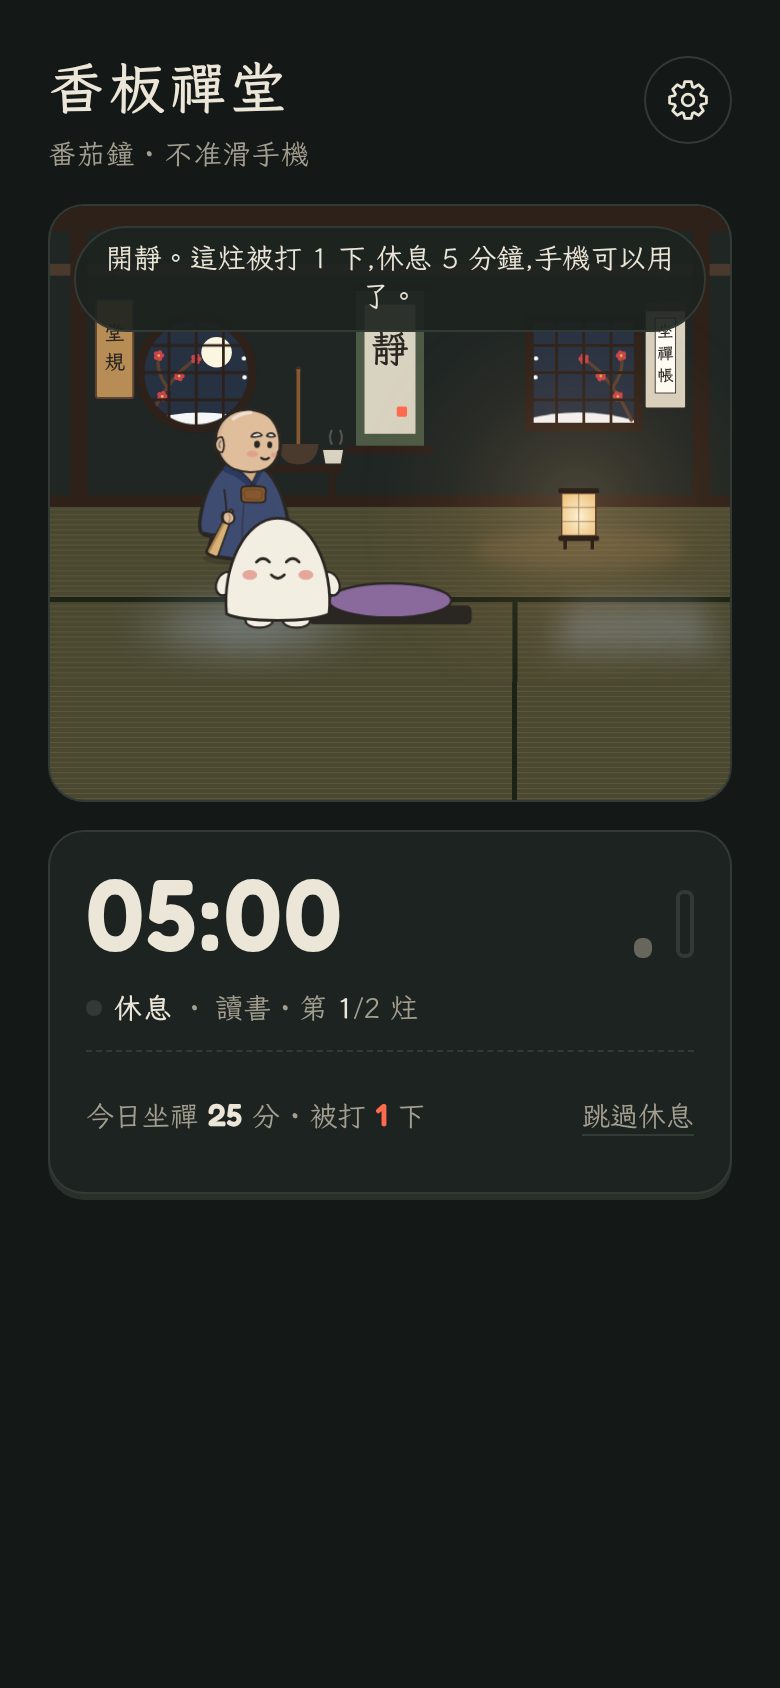 香板禪堂
番茄鐘・不准滑手機
開靜。這炷被打 1 下,休息 5 分鐘,手機可以用
了。
堂規
靜
坐禪帳
05:00
休息 ・ 讀書・第 1/2 炷
今日坐禪 25 分・被打 1 下
跳過休息